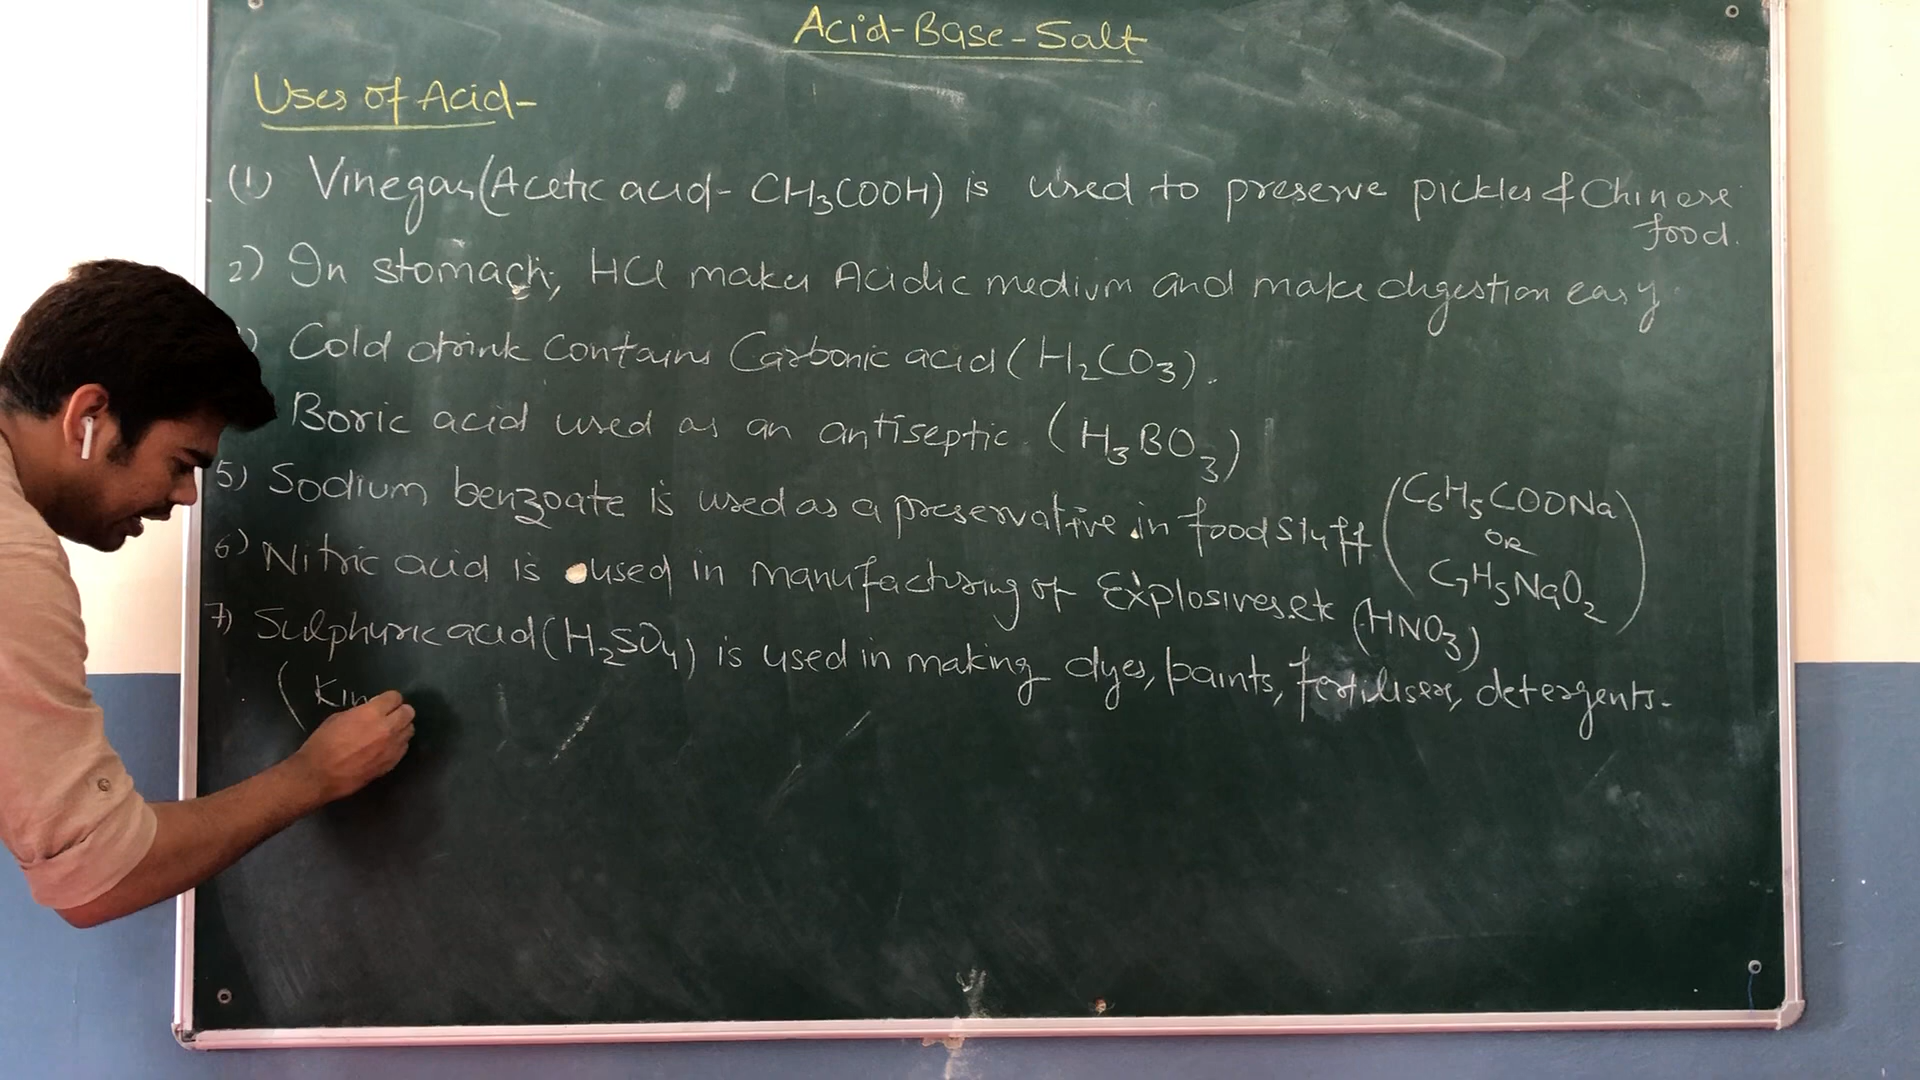 Acid-Base-Salt
Uses of Acid-
(1) Vinegar (Acetic acid- CH₃COOH) is used to preserve pickles & Chinese
food.
2) In stomach, HCl makes Acidic medium and make digestion easy
) Cold drink contains Carbonic acid (H₂CO₃).
Boric acid used as an antiseptic. (H₃BO₃)
5) Sodium benzoate is used as a preservative in food stuff (C₆H₅COONa
OR
C₇H₅NaO₂)
6) Nitric acid is used in manufacturing of Explosives etc (HNO₃)
7) Sulphuric acid (H₂SO₄) is used in making dyes, paints, fertilisers, detergents.
(Kin